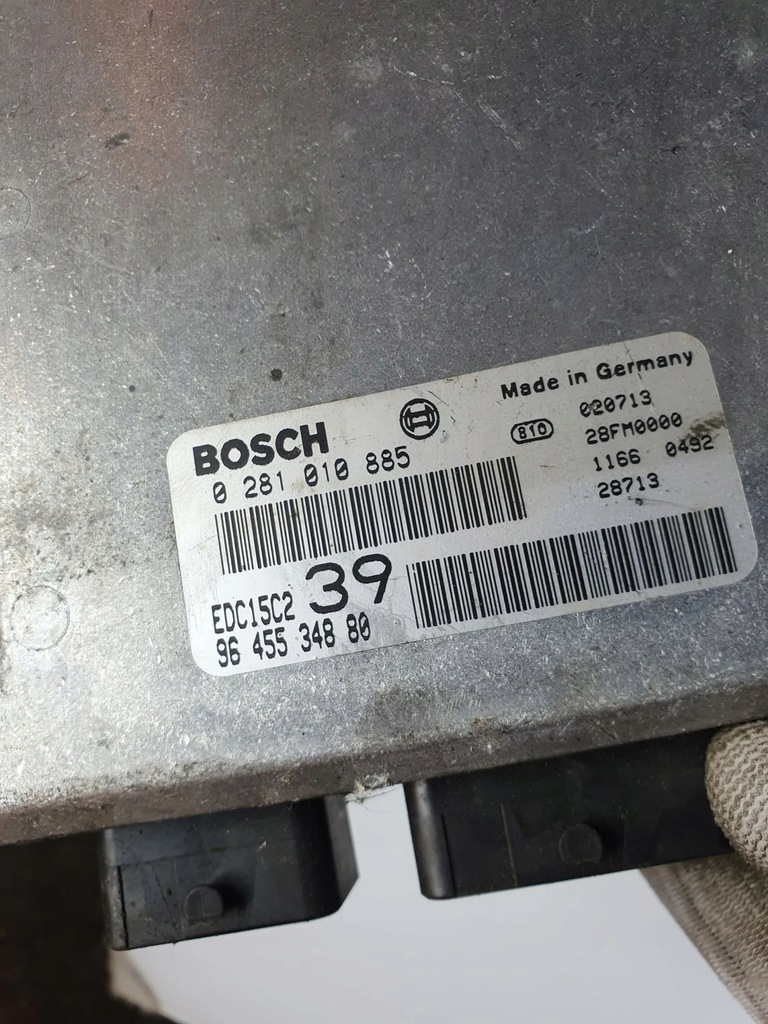 Made in Germany
BOSCH
0 281 010 885
810
020713
28FM0000
1166 0492
28713
EDC15C2 39
96 455 348 80